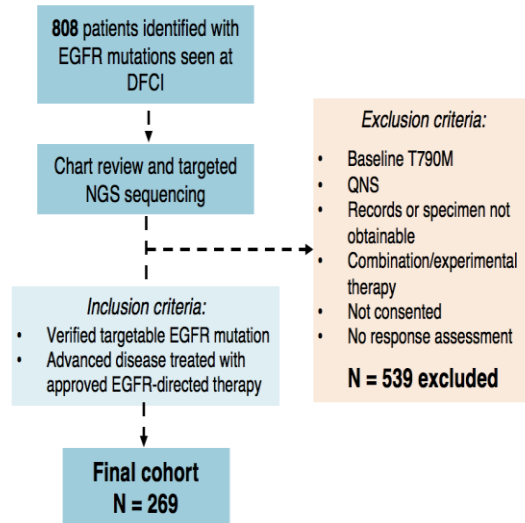 808 patients identified with
EGFR mutations seen at
DFCI
Chart review and targeted
NGS sequencing
Exclusion criteria:
• Baseline T790M
• QNS
• Records or specimen not
obtainable
• Combination/experimental
therapy
• Not consented
• No response assessment
N = 539 excluded
Inclusion criteria:
• Verified targetable EGFR mutation
• Advanced disease treated with
approved EGFR-directed therapy
Final cohort
N = 269